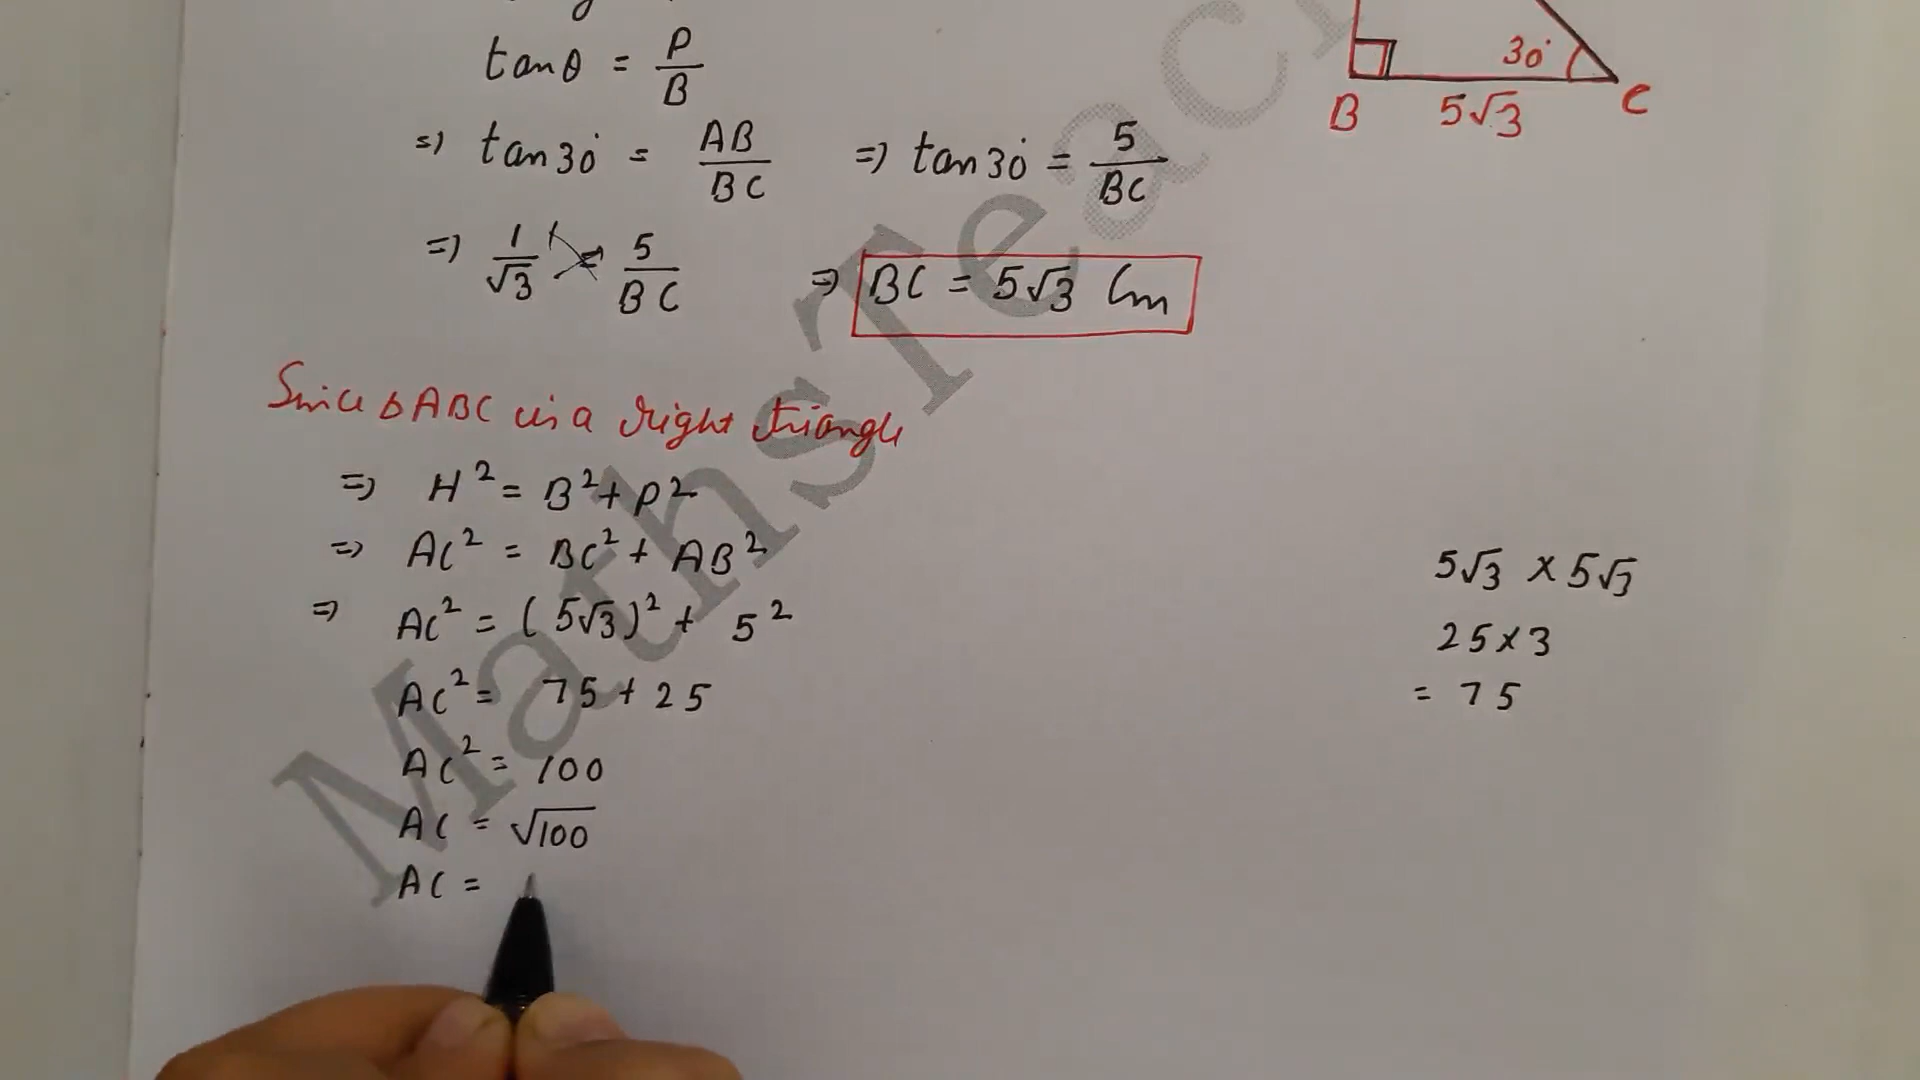 tanθ = P/B
30°
B 5√3 C
=> tan30° = AB/BC => tan30° = 5/BC
=> 1/√3 = 5/BC => BC = 5√3 Cm
Since △ABC is a right triangle
=> H² = B² + P²
=> AC² = BC² + AB²
=> AC² = (5√3)² + 5²
AC² = 75 + 25
AC² = 100
AC = √100
AC =
5√3 × 5√3
25×3
= 75
MathsTeac